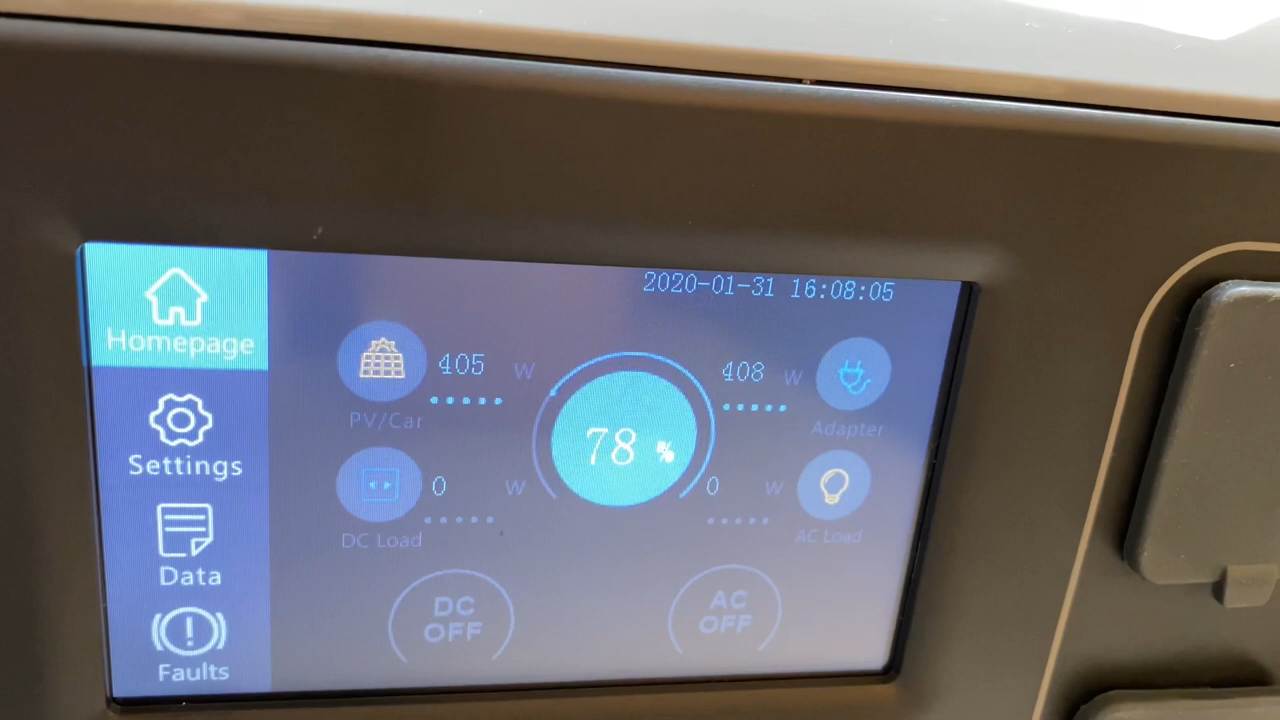 2020-01-31 16:08:05
Homepage
Settings
Data
Faults
405 W
PV/Car
408 W
Adapter
78 %
0 W
DC Load
0 W
AC Load
DC
OFF
AC
OFF